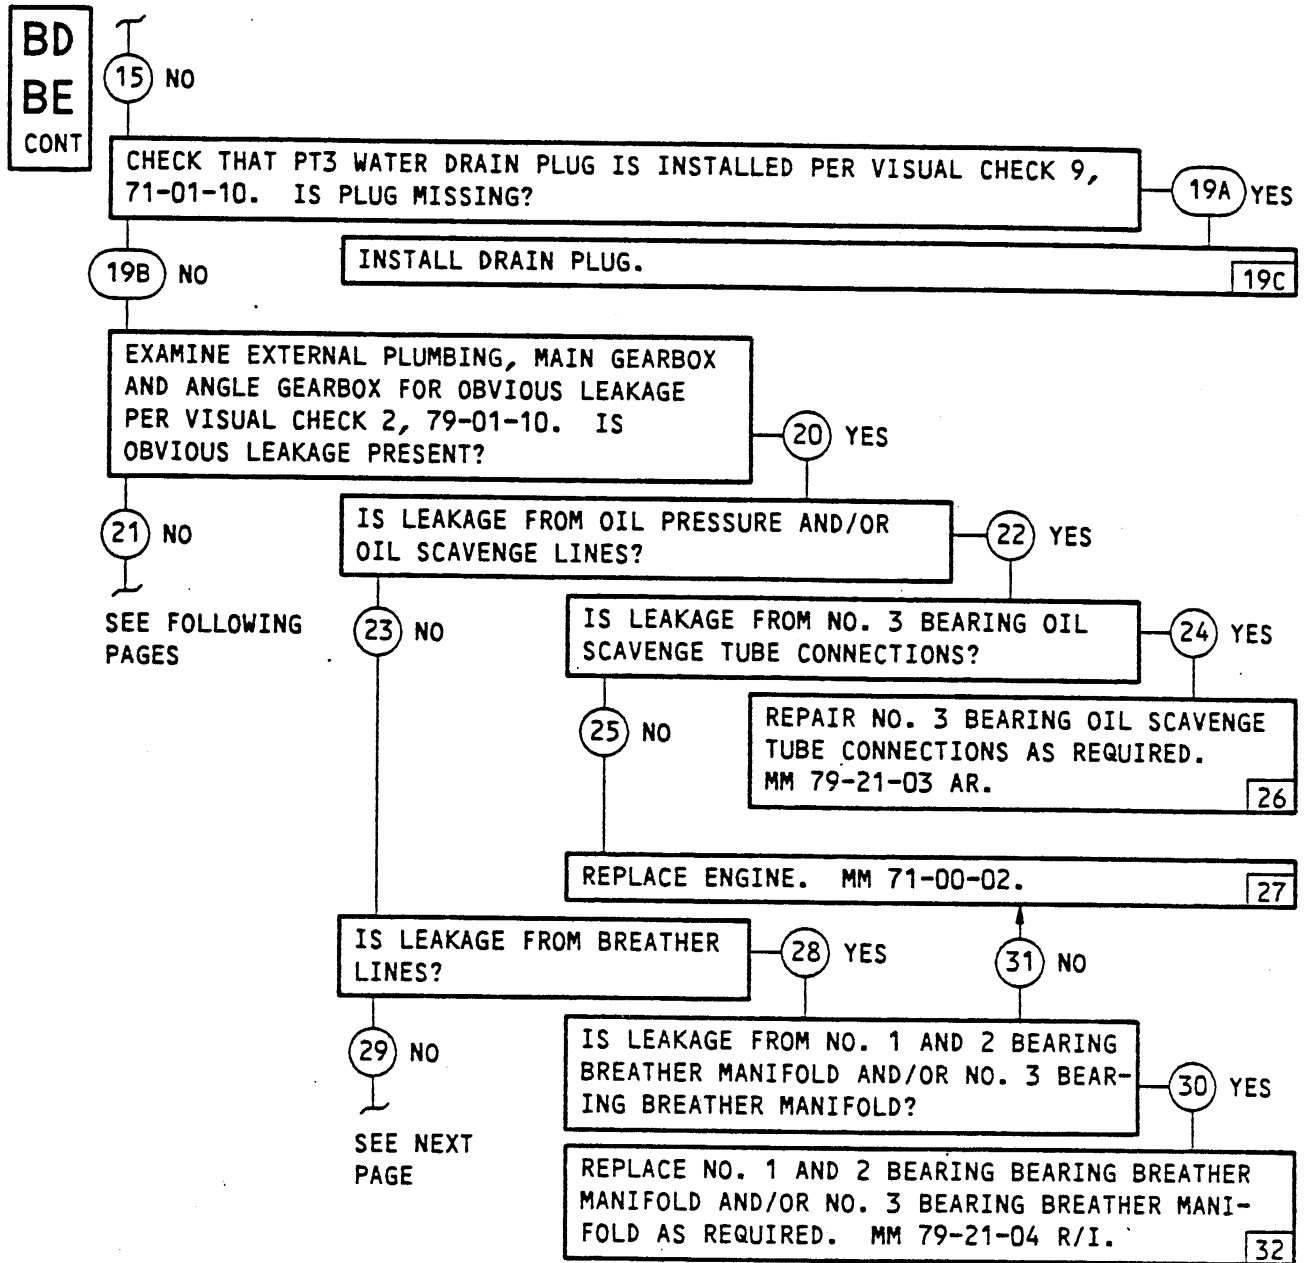 BD
BE
CONT
15 NO
CHECK THAT PT3 WATER DRAIN PLUG IS INSTALLED PER VISUAL CHECK 9,
71-01-10. IS PLUG MISSING?
19A YES
19B NO
INSTALL DRAIN PLUG.
19C
EXAMINE EXTERNAL PLUMBING, MAIN GEARBOX
AND ANGLE GEARBOX FOR OBVIOUS LEAKAGE
PER VISUAL CHECK 2, 79-01-10. IS
OBVIOUS LEAKAGE PRESENT?
20 YES
21 NO
SEE FOLLOWING
PAGES
IS LEAKAGE FROM OIL PRESSURE AND/OR
OIL SCAVENGE LINES?
22 YES
23 NO
IS LEAKAGE FROM NO. 3 BEARING OIL
SCAVENGE TUBE CONNECTIONS?
24 YES
25 NO
REPAIR NO. 3 BEARING OIL SCAVENGE
TUBE CONNECTIONS AS REQUIRED.
MM 79-21-03 AR.
26
REPLACE ENGINE. MM 71-00-02.
27
IS LEAKAGE FROM BREATHER
LINES?
28 YES
31 NO
29 NO
SEE NEXT
PAGE
IS LEAKAGE FROM NO. 1 AND 2 BEARING
BREATHER MANIFOLD AND/OR NO. 3 BEAR-
ING BREATHER MANIFOLD?
30 YES
REPLACE NO. 1 AND 2 BEARING BEARING BREATHER
MANIFOLD AND/OR NO. 3 BEARING BREATHER MANI-
FOLD AS REQUIRED. MM 79-21-04 R/I.
32